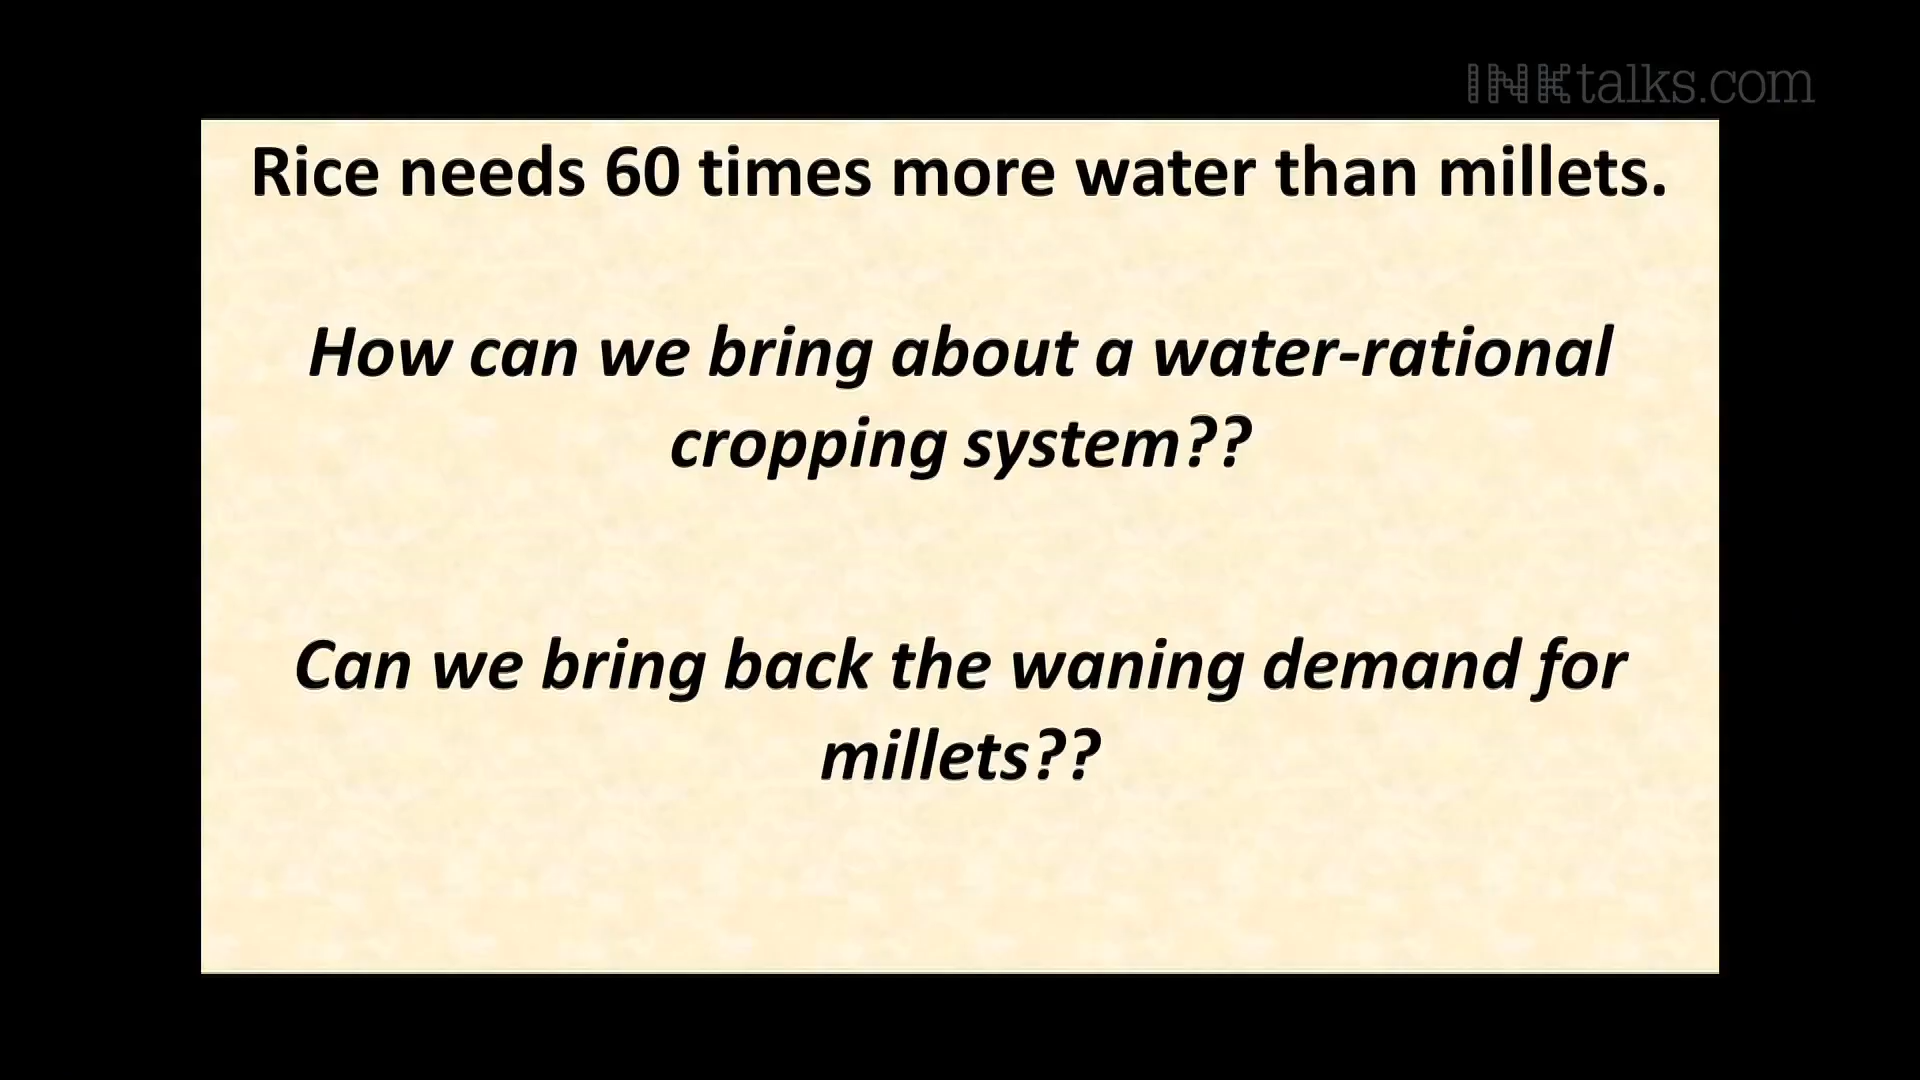 INKtalks.com
Rice needs 60 times more water than millets.
How can we bring about a water-rational
cropping system??
Can we bring back the waning demand for
millets??